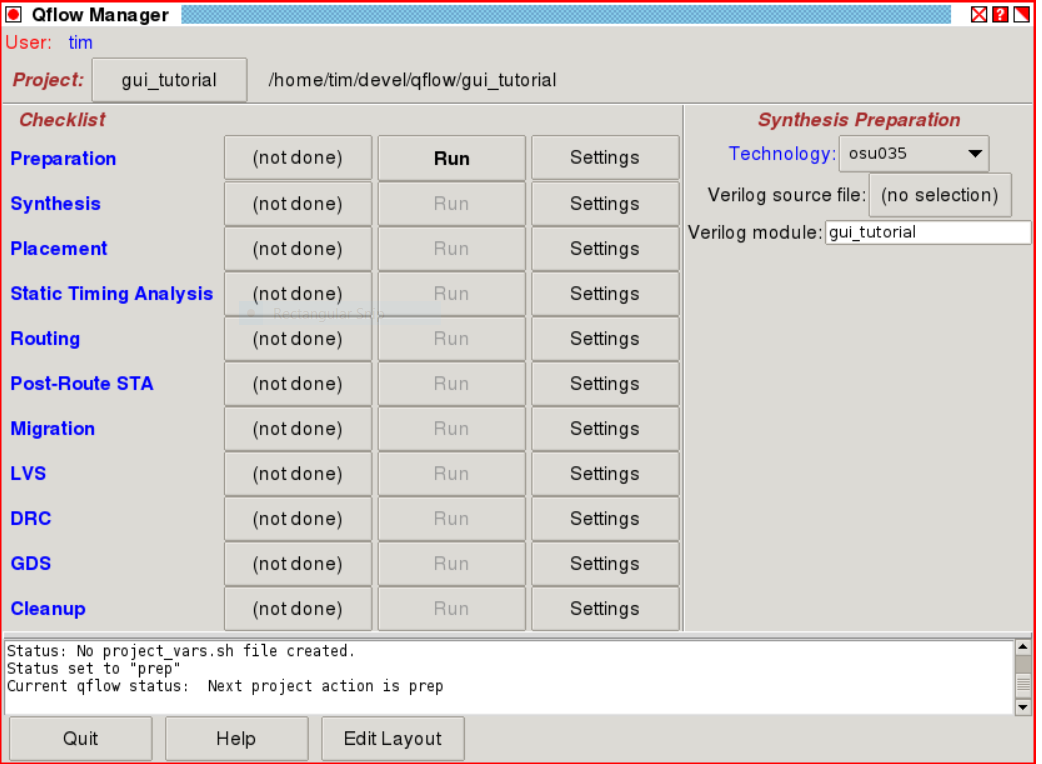 Qflow Manager
User: tim
Project: gui_tutorial /home/tim/devel/qflow/gui_tutorial
Checklist
Preparation (not done) Run Settings
Synthesis (not done) Run Settings
Placement (not done) Run Settings
Static Timing Analysis (not done) Run Settings
Rectangular
Routing (not done) Run Settings
Post-Route STA (not done) Run Settings
Migration (not done) Run Settings
LVS (not done) Run Settings
DRC (not done) Run Settings
GDS (not done) Run Settings
Cleanup (not done) Run Settings
Synthesis Preparation
Technology: osu035
Verilog source file: (no selection)
Verilog module: gui_tutorial
Status: No project_vars.sh file created.
Status set to "prep"
Current qflow status:  Next project action is prep
Quit Help Edit Layout